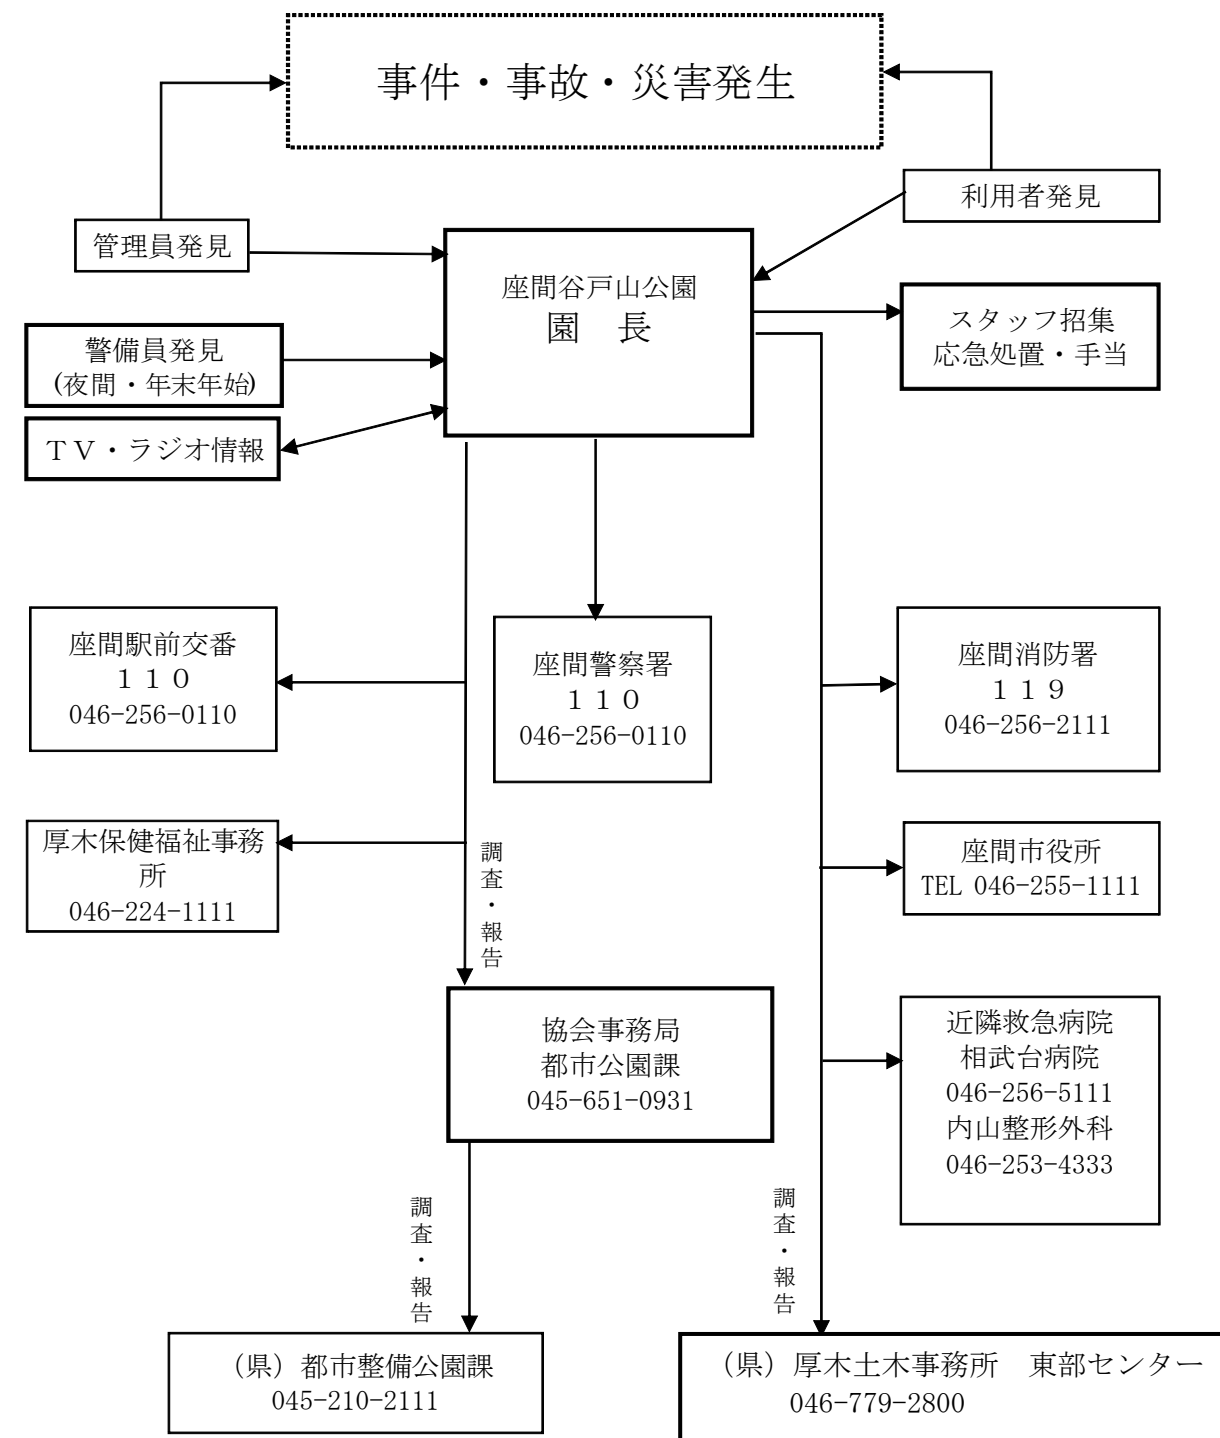 事件・事故・災害発生
利用者発見
管理員発見
座間谷戸山公園
園　長
スタッフ招集
応急処置・手当
警備員発見
(夜間・年末年始)
ＴＶ・ラジオ情報
座間駅前交番
１１０
046-256-0110
座間警察署
１１０
046-256-0110
座間消防署
１１９
046-256-2111
厚木保健福祉事務
所
046-224-1111
調査・報告
座間市役所
TEL 046-255-1111
協会事務局
都市公園課
045-651-0931
近隣救急病院
相武台病院
046-256-5111
内山整形外科
046-253-4333
調査・報告
調査・報告
（県）都市整備公園課
045-210-2111
（県）厚木土木事務所　東部センター
046-779-2800